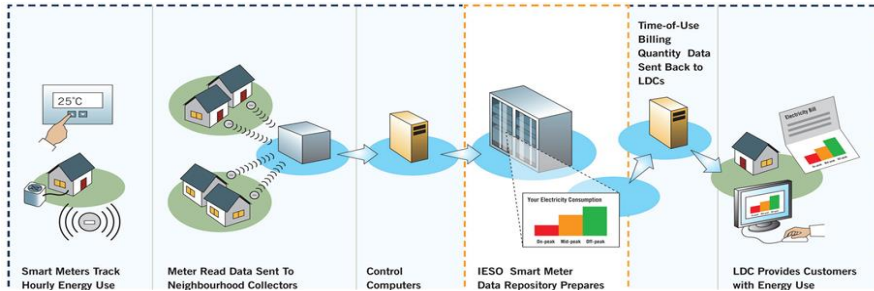 25°C
Time-of-Use
Billing
Quantity Data
Sent Back to
LDCs
Electricity Bill
Your Electricity Consumption
On-peak Mid-peak Off-peak
Smart Meters Track
Hourly Energy Use
Meter Read Data Sent To
Neighbourhood Collectors
Control
Computers
IESO Smart Meter
Data Repository Prepares
LDC Provides Customers
with Energy Use